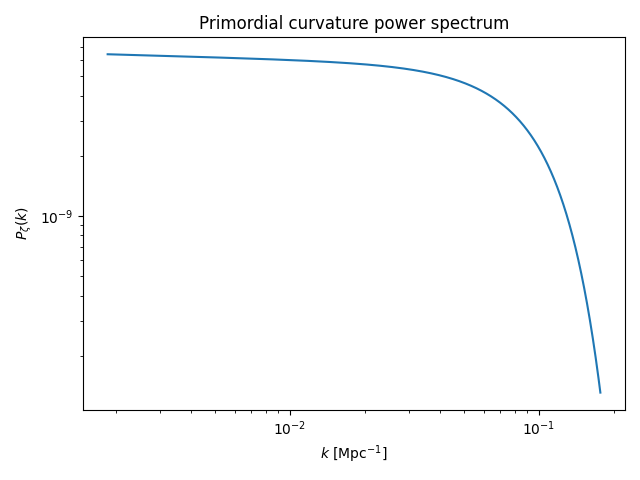 Primordial curvature power spectrum
P_ζ(k)
10⁻⁹
10⁻² 10⁻¹
k [Mpc⁻¹]